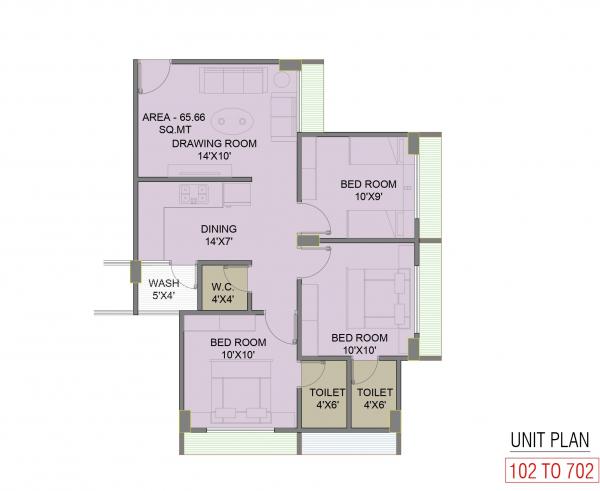 AREA - 65.66
SQ.MT
DRAWING ROOM
14'X10'
BED ROOM
10'X9'
DINING
14'X7'
WASH
5'X4'
W.C.
4'X4'
BED ROOM
10'X10'
BED ROOM
10'X10'
TOILET
4'X6'
TOILET
4'X6'
UNIT PLAN
102 TO 702